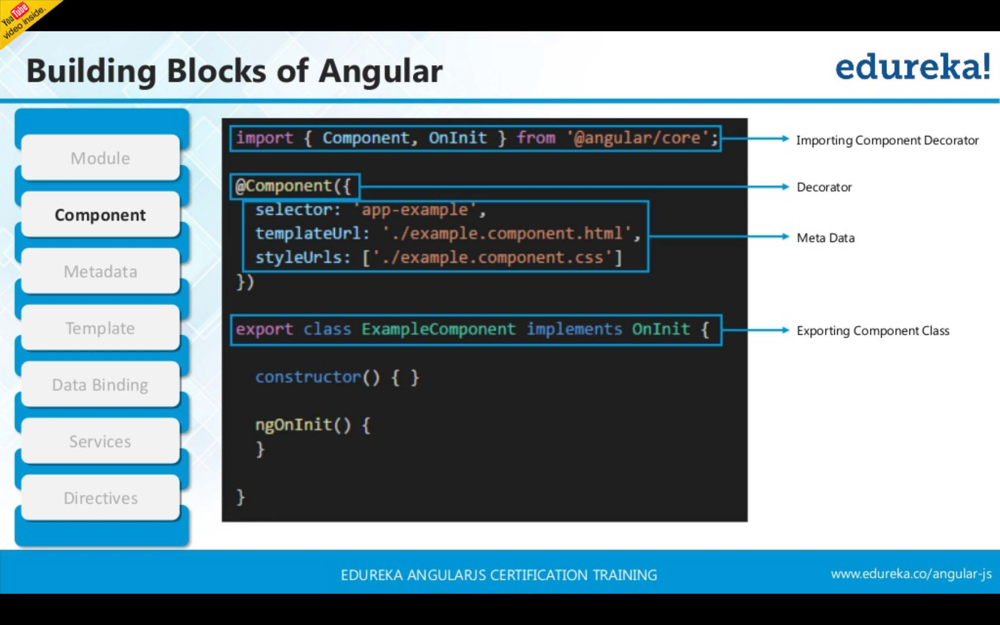 YouTube
video inside.
Building Blocks of Angular
edureka!
Module
Component
Metadata
Template
Data Binding
Services
Directives
import { Component, OnInit } from '@angular/core';
@Component({
selector: 'app-example',
templateUrl: './example.component.html',
styleUrls: ['./example.component.css']
})
export class ExampleComponent implements OnInit {
constructor() { }
ngOnInit() {
}
}
Importing Component Decorator
Decorator
Meta Data
Exporting Component Class
EDUREKA ANGULARJS CERTIFICATION TRAINING
www.edureka.co/angular-js